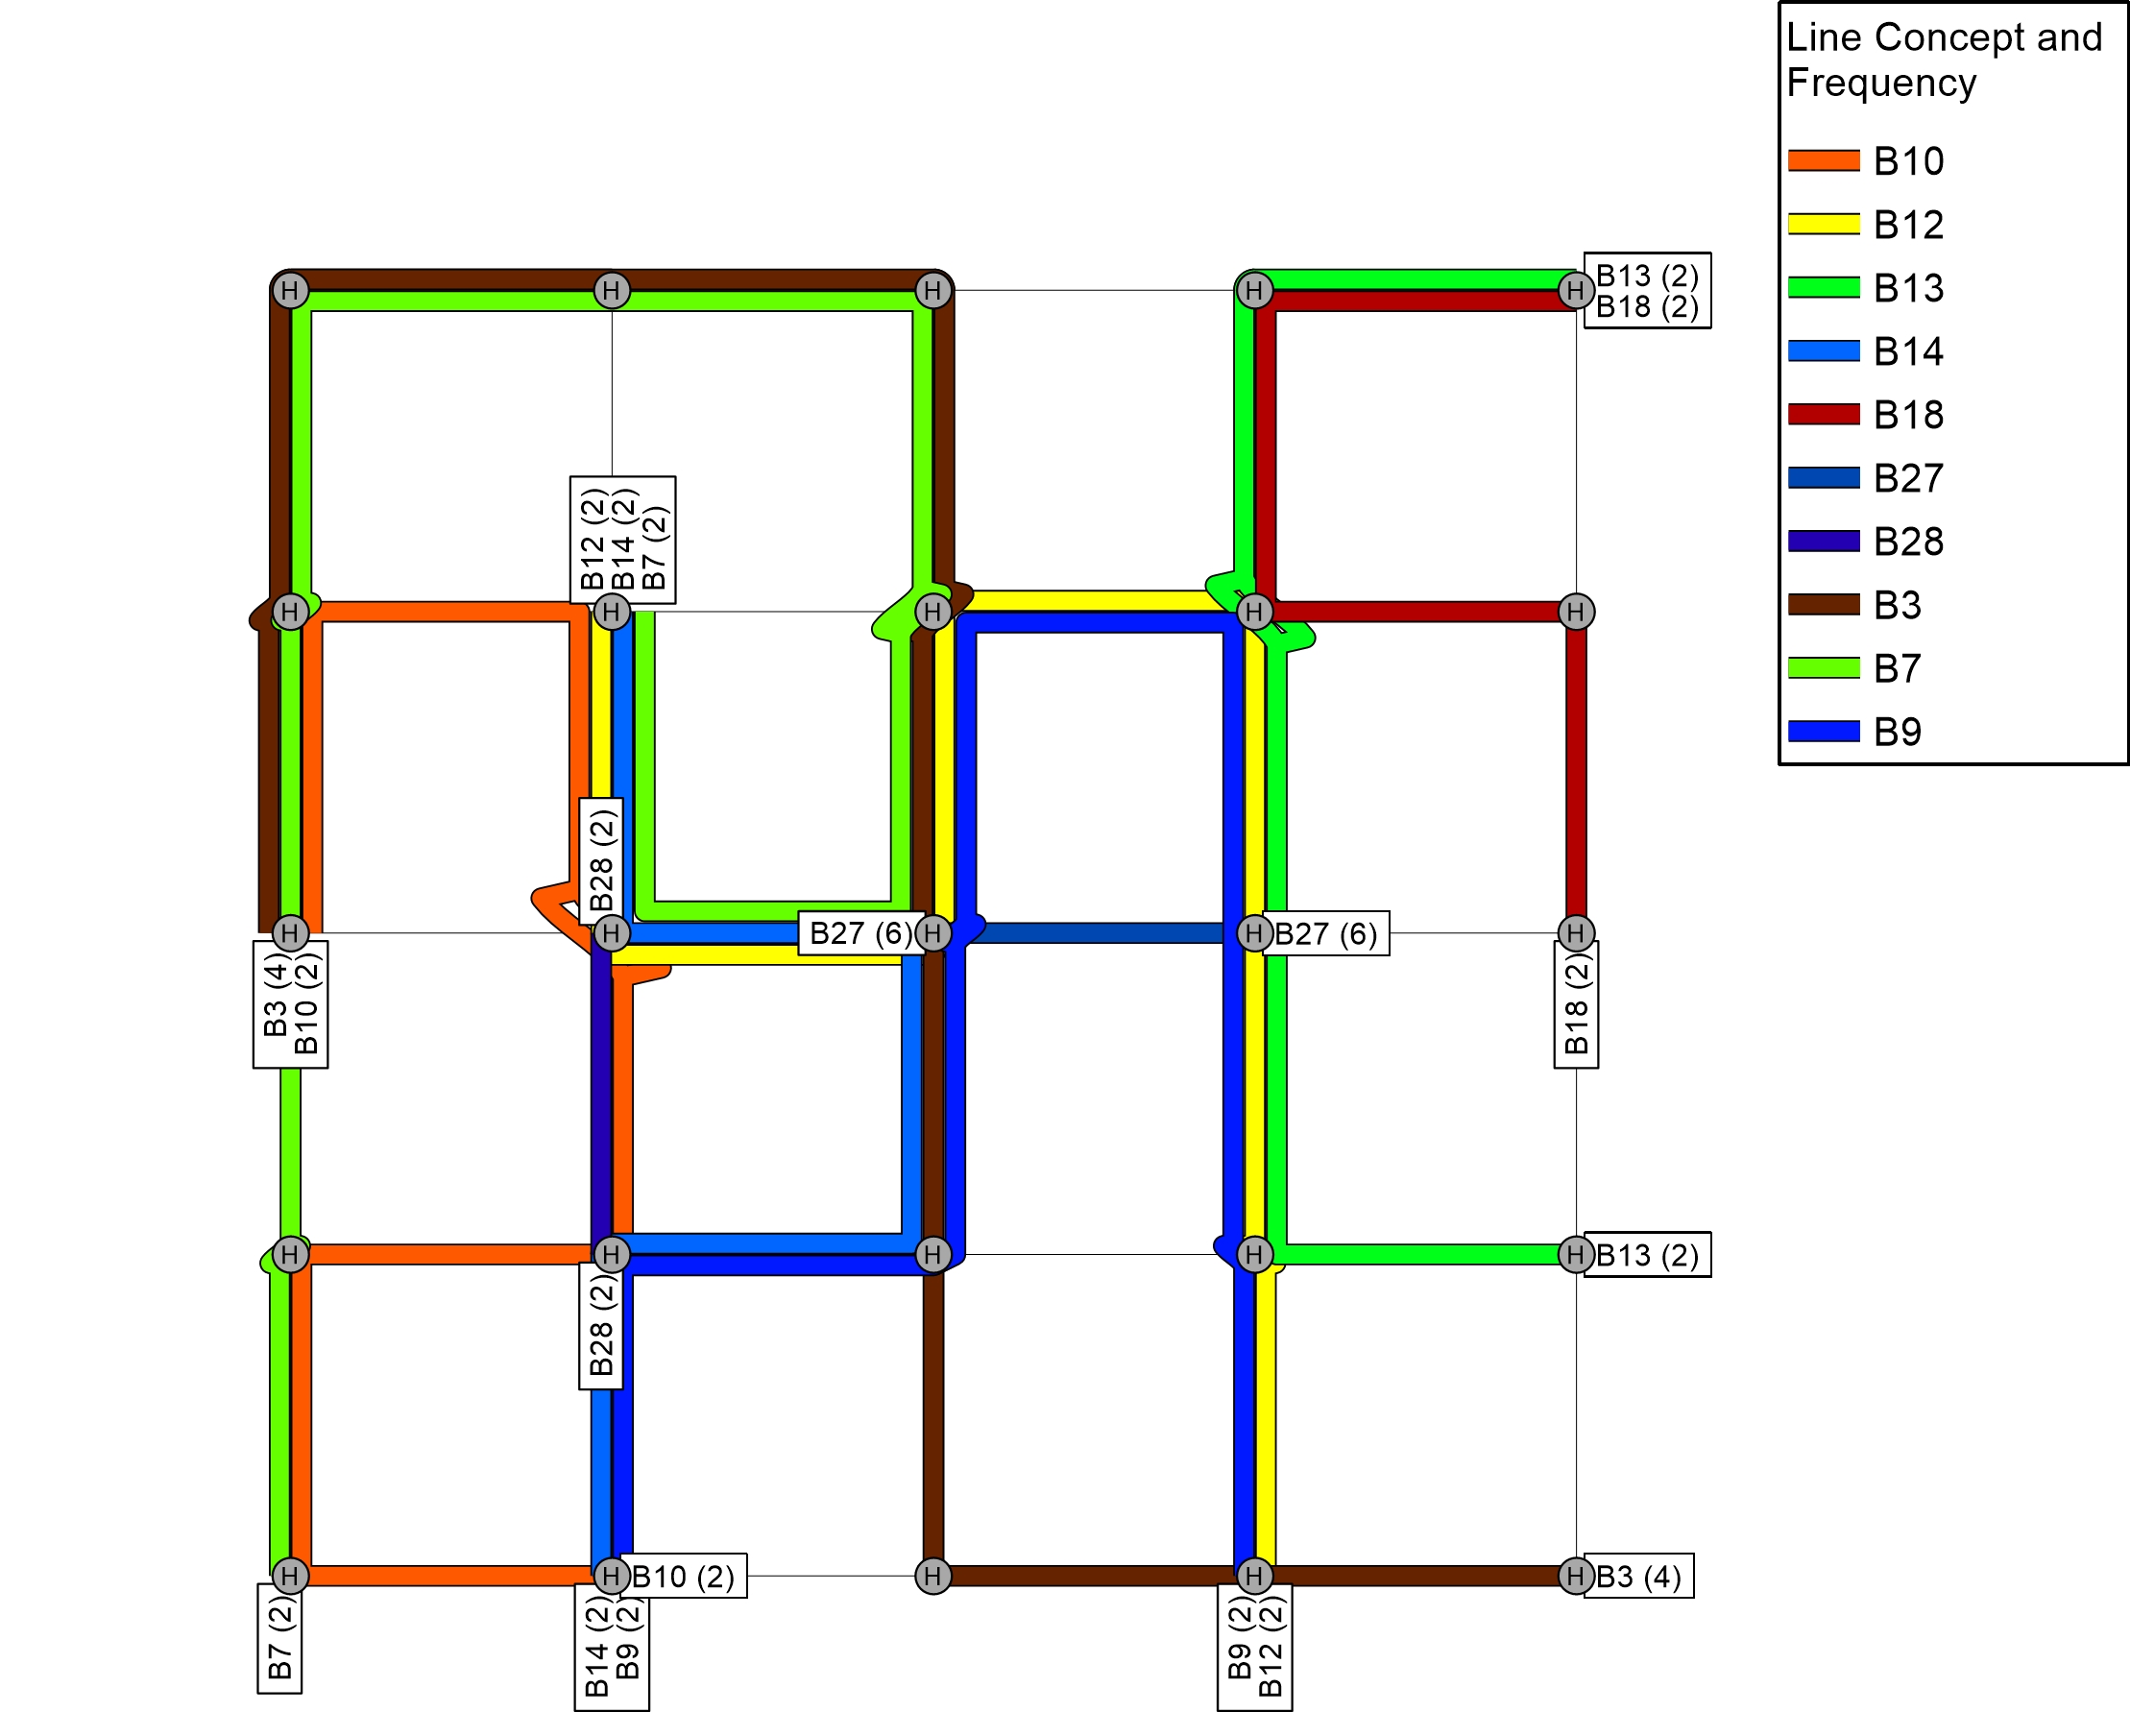 Line Concept and
Frequency
B10
B12
B13
B14
B18
B27
B28
B3
B7
B9
B13 (2)
B18 (2)
H
H
H
H
H
B12 (2)
B14 (2)
B7 (2)
H
H
H
H
H
B28 (2)
H
H
B27 (6)
H
H
B27 (6)
H
B3 (4)
B10 (2)
B18 (2)
H
H
H
H
H
B13 (2)
B28 (2)
H
H
B10 (2)
H
H
H
B3 (4)
B7 (2)
B14 (2)
B9 (2)
B9 (2)
B12 (2)